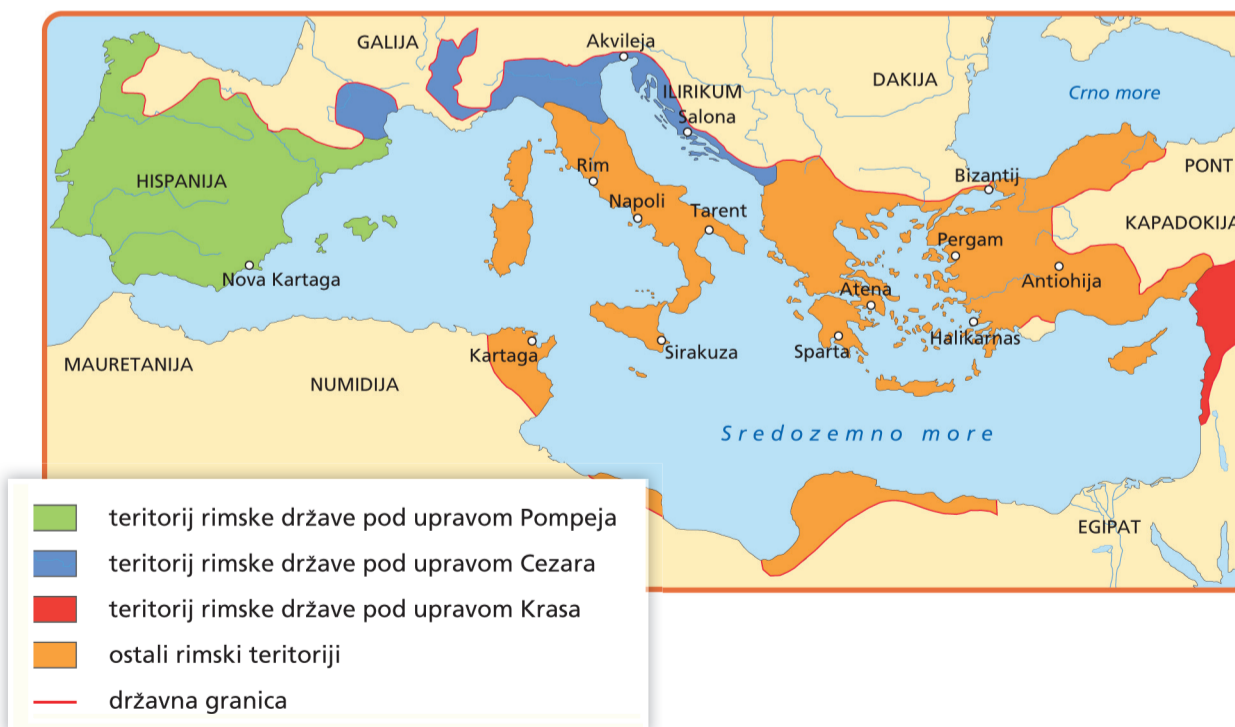 GALIJA
Akvileja
DAKIJA
Crno more
ILIRIKUM
Salona
PONT
HISPANIJA
Rim
Bizantij
Napoli
Tarent
KAPADOKIJA
Pergam
Nova Kartaga
Antiohija
Atena
Halikarnas
MAURETANIJA
Kartaga
Sirakuza
Sparta
NUMIDIJA
Sredozemno more
EGIPAT
teritorij rimske države pod upravom Pompeja
teritorij rimske države pod upravom Cezara
teritorij rimske države pod upravom Krasa
ostali rimski teritoriji
državna granica